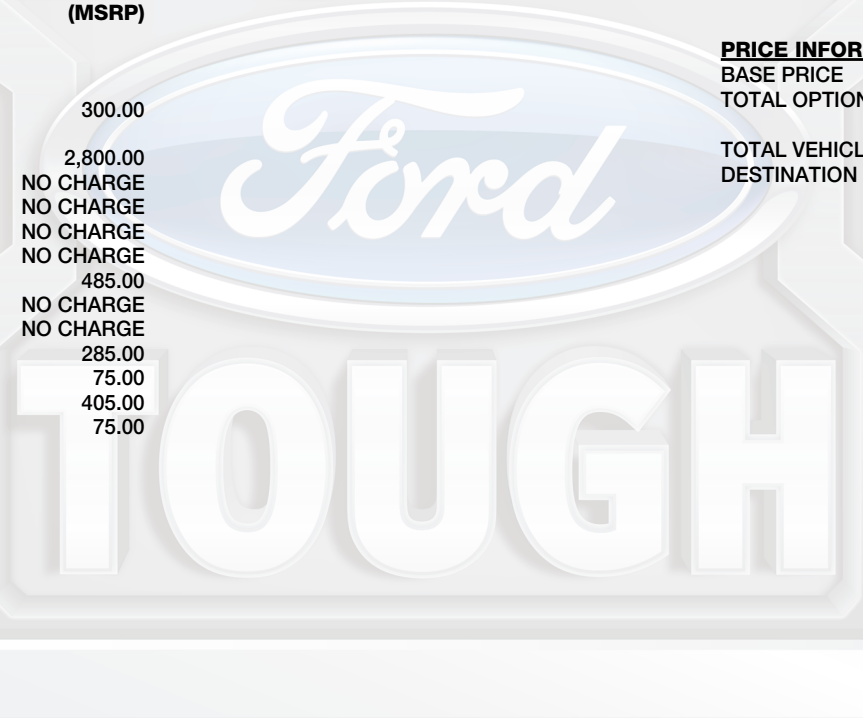 (MSRP)
300.00
2,800.00
NO CHARGE
NO CHARGE
NO CHARGE
NO CHARGE
485.00
NO CHARGE
NO CHARGE
285.00
75.00
405.00
75.00
PRICE INFOR
BASE PRICE
TOTAL OPTION
TOTAL VEHICL
DESTINATION
Ford
TOUGH